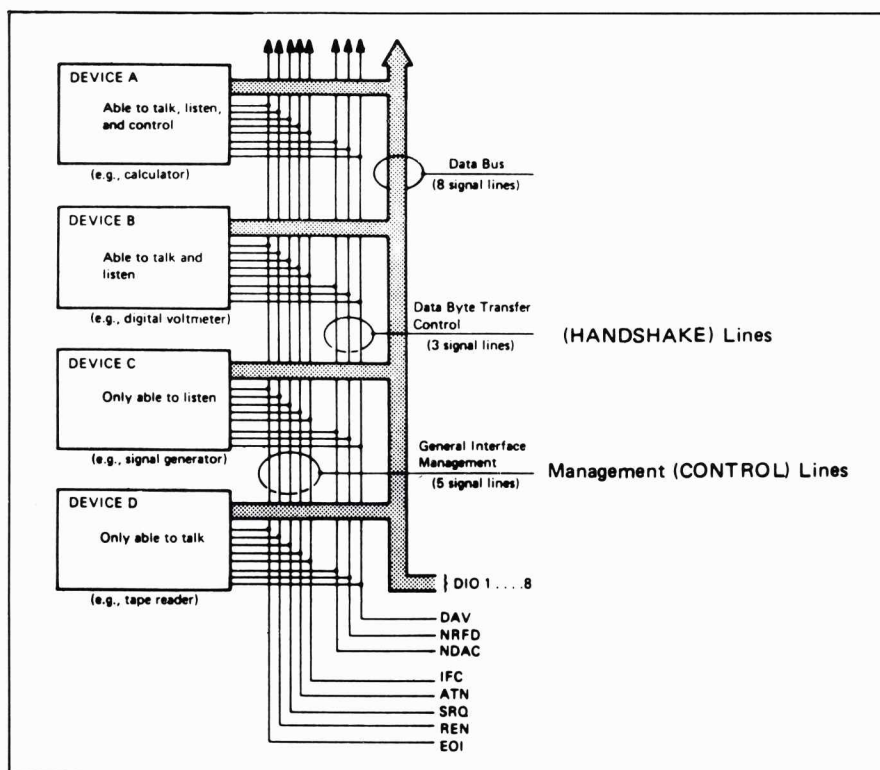 DEVICE A
Able to talk, listen,
and control
(e.g., calculator)
DEVICE B
Able to talk and
listen
(e.g., digital voltmeter)
DEVICE C
Only able to listen
(e.g., signal generator)
DEVICE D
Only able to talk
(e.g., tape reader)
Data Bus
(8 signal lines)
Data Byte Transfer
Control
(3 signal lines)
(HANDSHAKE) Lines
General Interface
Management
(5 signal lines)
Management (CONTROL) Lines
} DIO 1 . . . . 8
DAV
NRFD
NDAC
IFC
ATN
SRQ
REN
EOI